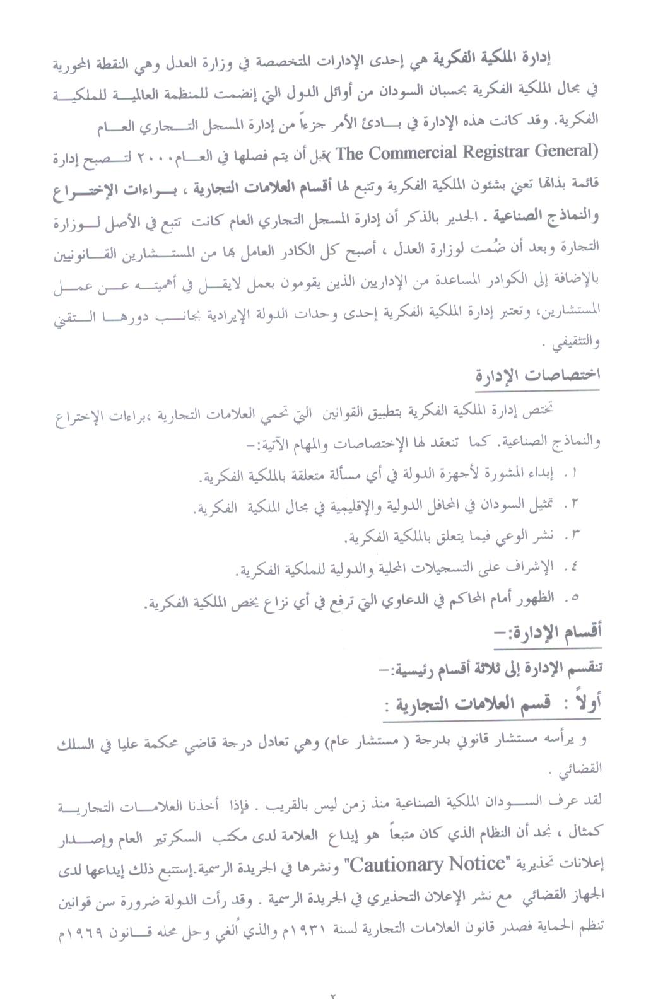 إدارة الملكية الفكرية هي إحدى الإدارات المتخصصة في وزارة العدل وهي النقطة المحورية
في مجال الملكية الفكرية بحسبان السودان من أوائل الدول التي إنضمت للمنظمة العالمية للملكية
الفكرية. وقد كانت هذه الإدارة في بادئ الأمر جزءاً من إدارة المسجل التجاري العام
(The Commercial Registrar General )قبل أن يتم فصلها في العام٢٠٠٠ لتصبح إدارة
قائمة بذاتها تعني بشئون الملكية الفكرية وتتبع لها أقسام العلامات التجارية ، براءات الإختراع
والنماذج الصناعية . الجدير بالذكر أن إدارة المسجل التجاري العام كانت تتبع في الأصل لوزارة
التجارة وبعد أن ضُمت لوزارة العدل ، أصبح كل الكادر العامل بها من المستشارين القانونيين
بالإضافة إلى الكوادر المساعدة من الإداريين الذين يقومون بعمل لايقل في أهميته عن عمل
المستشارين، وتعتبر إدارة الملكية الفكرية إحدى وحدات الدولة الإيرادية بجانب دورها التقني
والتثقيفي .
اختصاصات الإدارة
تختص إدارة الملكية الفكرية بتطبيق القوانين التي تحمي العلامات التجارية ،براءات الإختراع
والنماذج الصناعية. كما تنعقد لها الإختصاصات والمهام الآتية:–
١. إبداء المشورة لأجهزة الدولة في أي مسألة متعلقة بالملكية الفكرية.
٢. تمثيل السودان في المحافل الدولية والإقليمية في مجال الملكية الفكرية.
٣. نشر الوعي فيما يتعلق بالملكية الفكرية.
٤. الإشراف على التسجيلات المحلية والدولية للملكية الفكرية.
٥. الظهور أمام المحاكم في الدعاوي التي ترفع في أي نزاع يخص الملكية الفكرية.
أقسام الإدارة:–
تنقسم الإدارة إلى ثلاثة أقسام رئيسية:–
أولاً : قسم العلامات التجارية :
و يرأسه مستشار قانوني بدرجة ( مستشار عام) وهي تعادل درجة قاضي محكمة عليا في السلك
القضائي .
لقد عرف السودان الملكية الصناعية منذ زمن ليس بالقريب . فإذا أخذنا العلامات التجارية
كمثال ، نجد أن النظام الذي كان متبعاً هو إيداع العلامة لدى مكتب السكرتير العام وإصدار
إعلانات تحذيرية "Cautionary Notice" ونشرها في الجريدة الرسمية.إستتبع ذلك إيداعها لدى
الجهاز القضائي مع نشر الإعلان التحذيري في الجريدة الرسمية . وقد رأت الدولة ضرورة سن قوانين
تنظم الحماية فصدر قانون العلامات التجارية لسنة ١٩٣١م والذي أُلغي وحل محله قانون ١٩٦٩م
٢